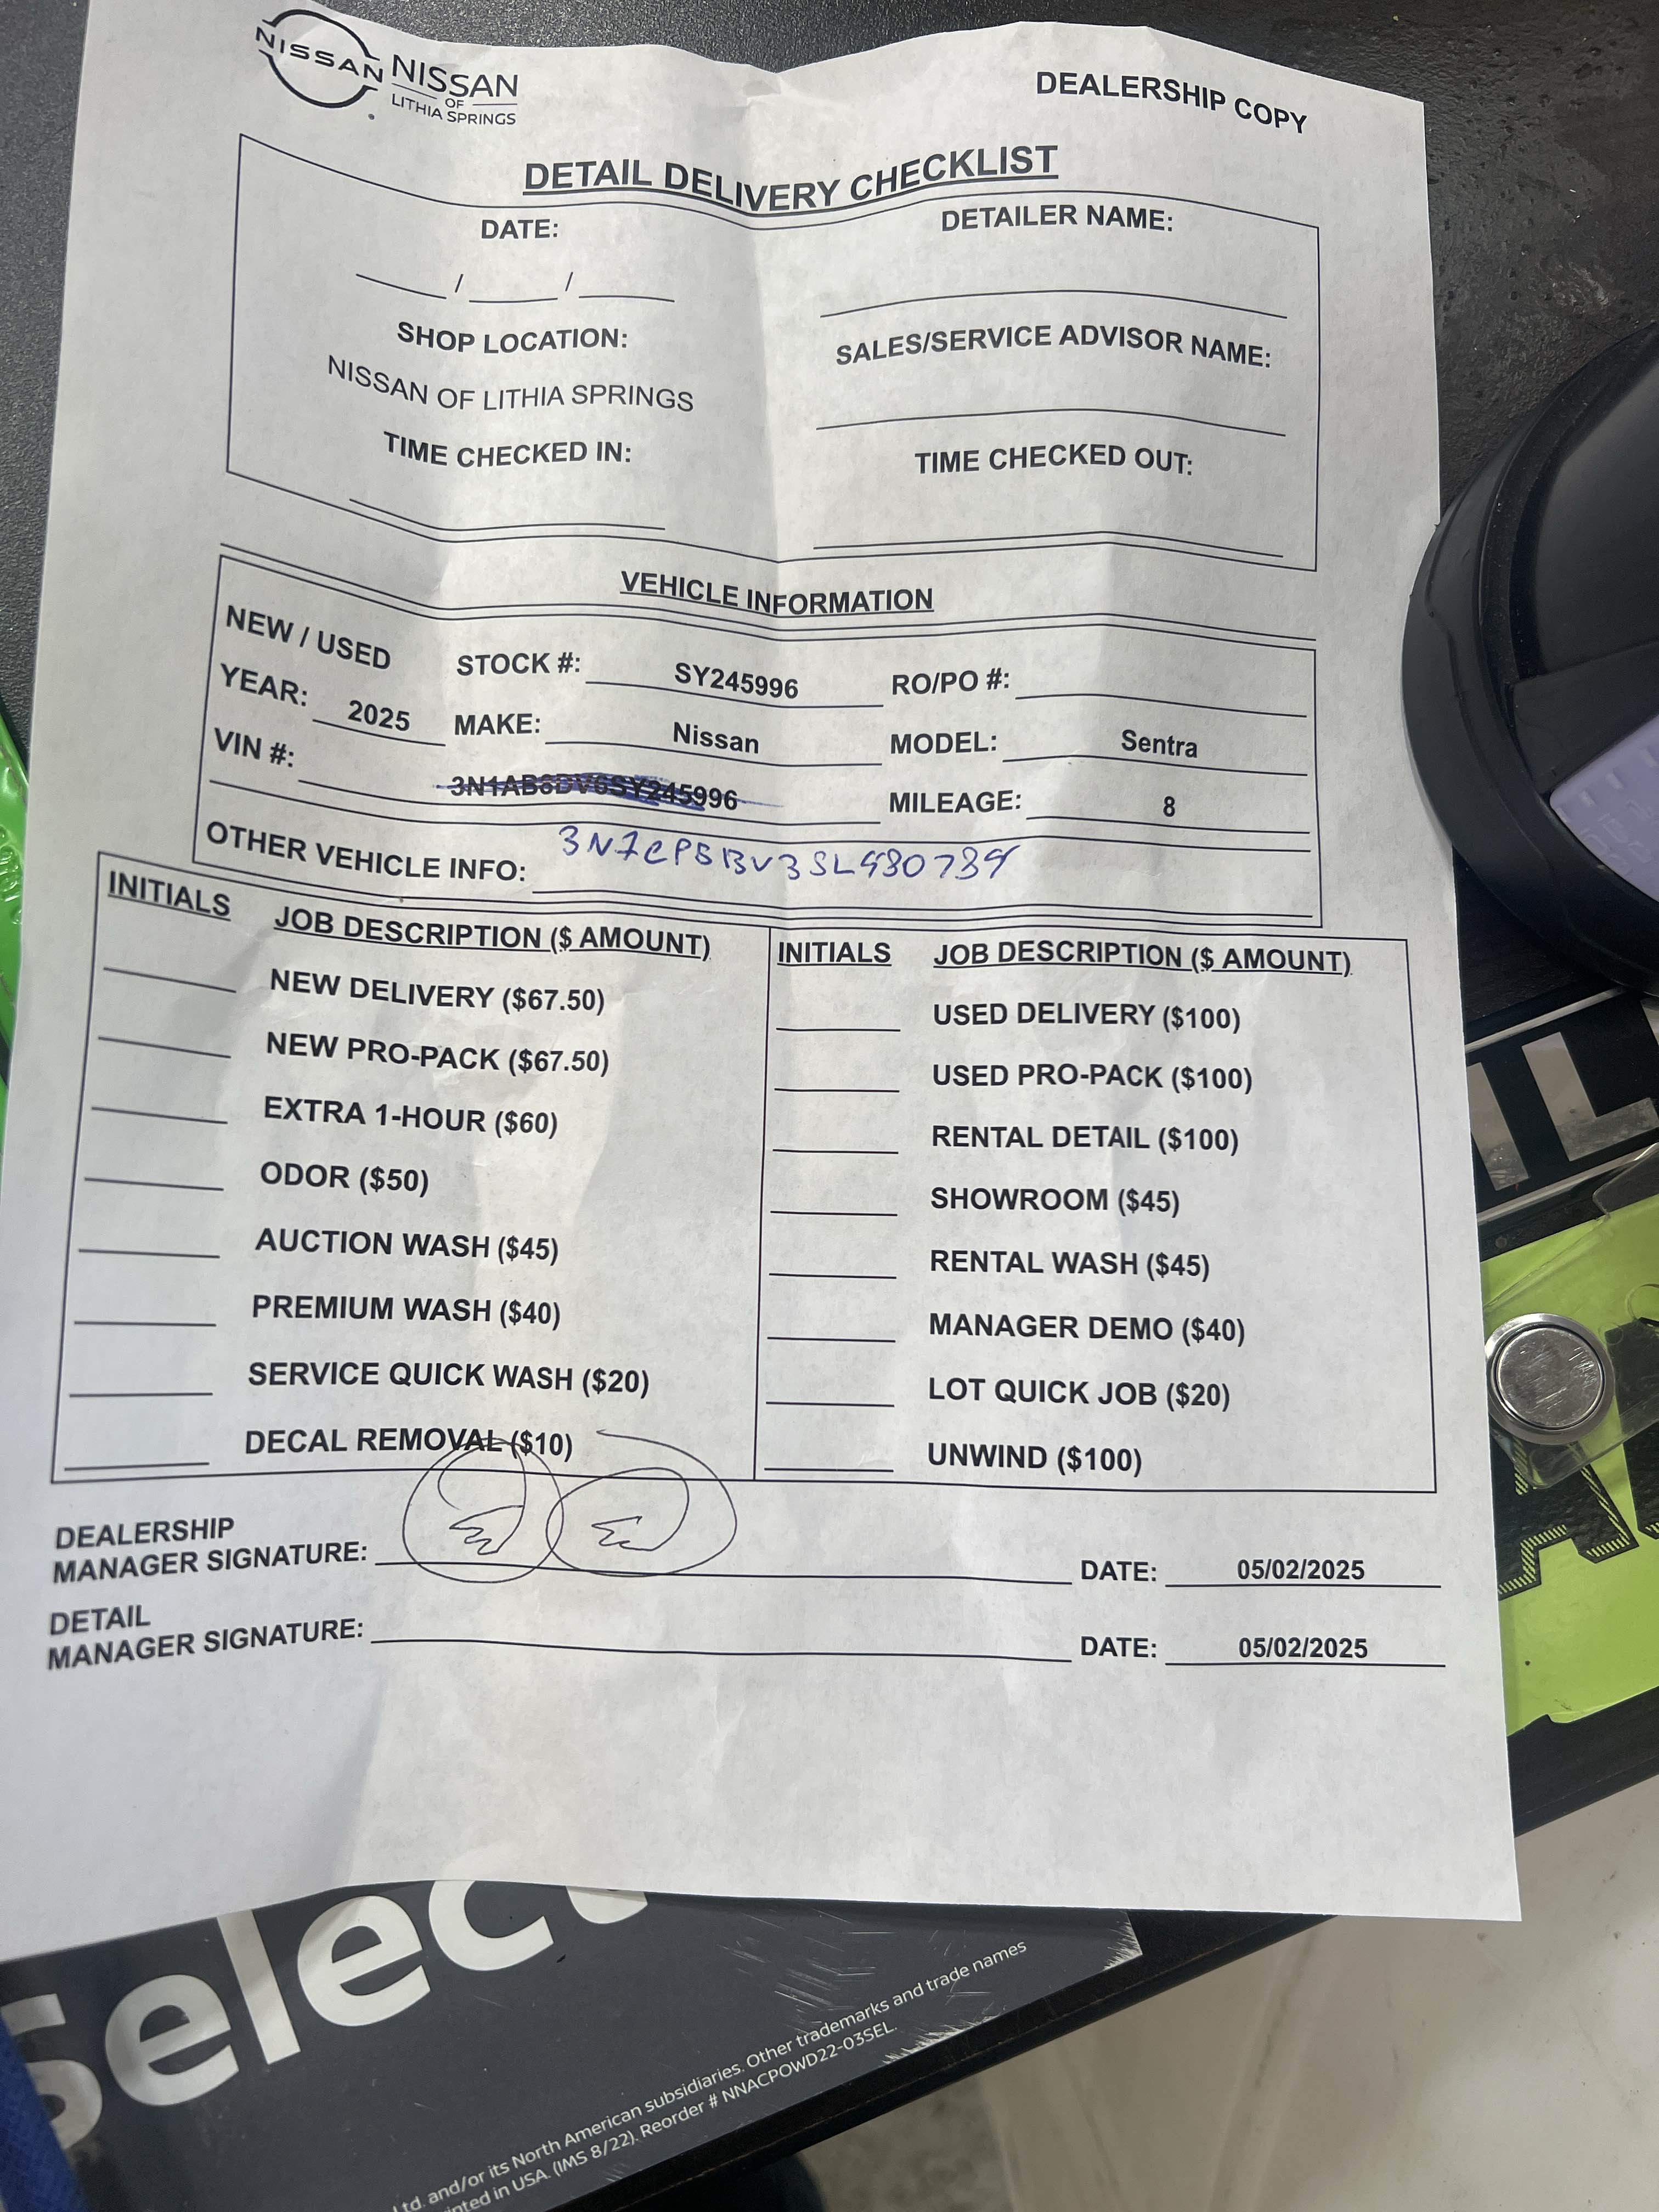 NISSAN
NISSAN
OF
LITHIA SPRINGS
DEALERSHIP COPY
DETAIL DELIVERY CHECKLIST
DATE:
DETAILER NAME:
___/___/___
SHOP LOCATION:
SALES/SERVICE ADVISOR NAME:
NISSAN OF LITHIA SPRINGS
TIME CHECKED IN:
TIME CHECKED OUT:
VEHICLE INFORMATION
NEW / USED
STOCK #: SY245996 RO/PO #:
YEAR: 2025 MAKE: Nissan MODEL: Sentra
VIN #: 3N1AB8DV6SY245996 MILEAGE: 8
OTHER VEHICLE INFO:
INITIALS JOB DESCRIPTION ($ AMOUNT) INITIALS JOB DESCRIPTION ($ AMOUNT)
NEW DELIVERY ($67.50) USED DELIVERY ($100)
NEW PRO-PACK ($67.50) USED PRO-PACK ($100)
EXTRA 1-HOUR ($60) RENTAL DETAIL ($100)
ODOR ($50) SHOWROOM ($45)
AUCTION WASH ($45) RENTAL WASH ($45)
PREMIUM WASH ($40) MANAGER DEMO ($40)
SERVICE QUICK WASH ($20) LOT QUICK JOB ($20)
DECAL REMOVAL ($10) UNWIND ($100)
DEALERSHIP
MANAGER SIGNATURE: DATE: 05/02/2025
DETAIL
MANAGER SIGNATURE: DATE: 05/02/2025
Select
Ltd. and/or its North American subsidiaries. Other trademarks and trade names
inted in USA. (IMS 8/22). Reorder # NNACPOWD22-03SEL.